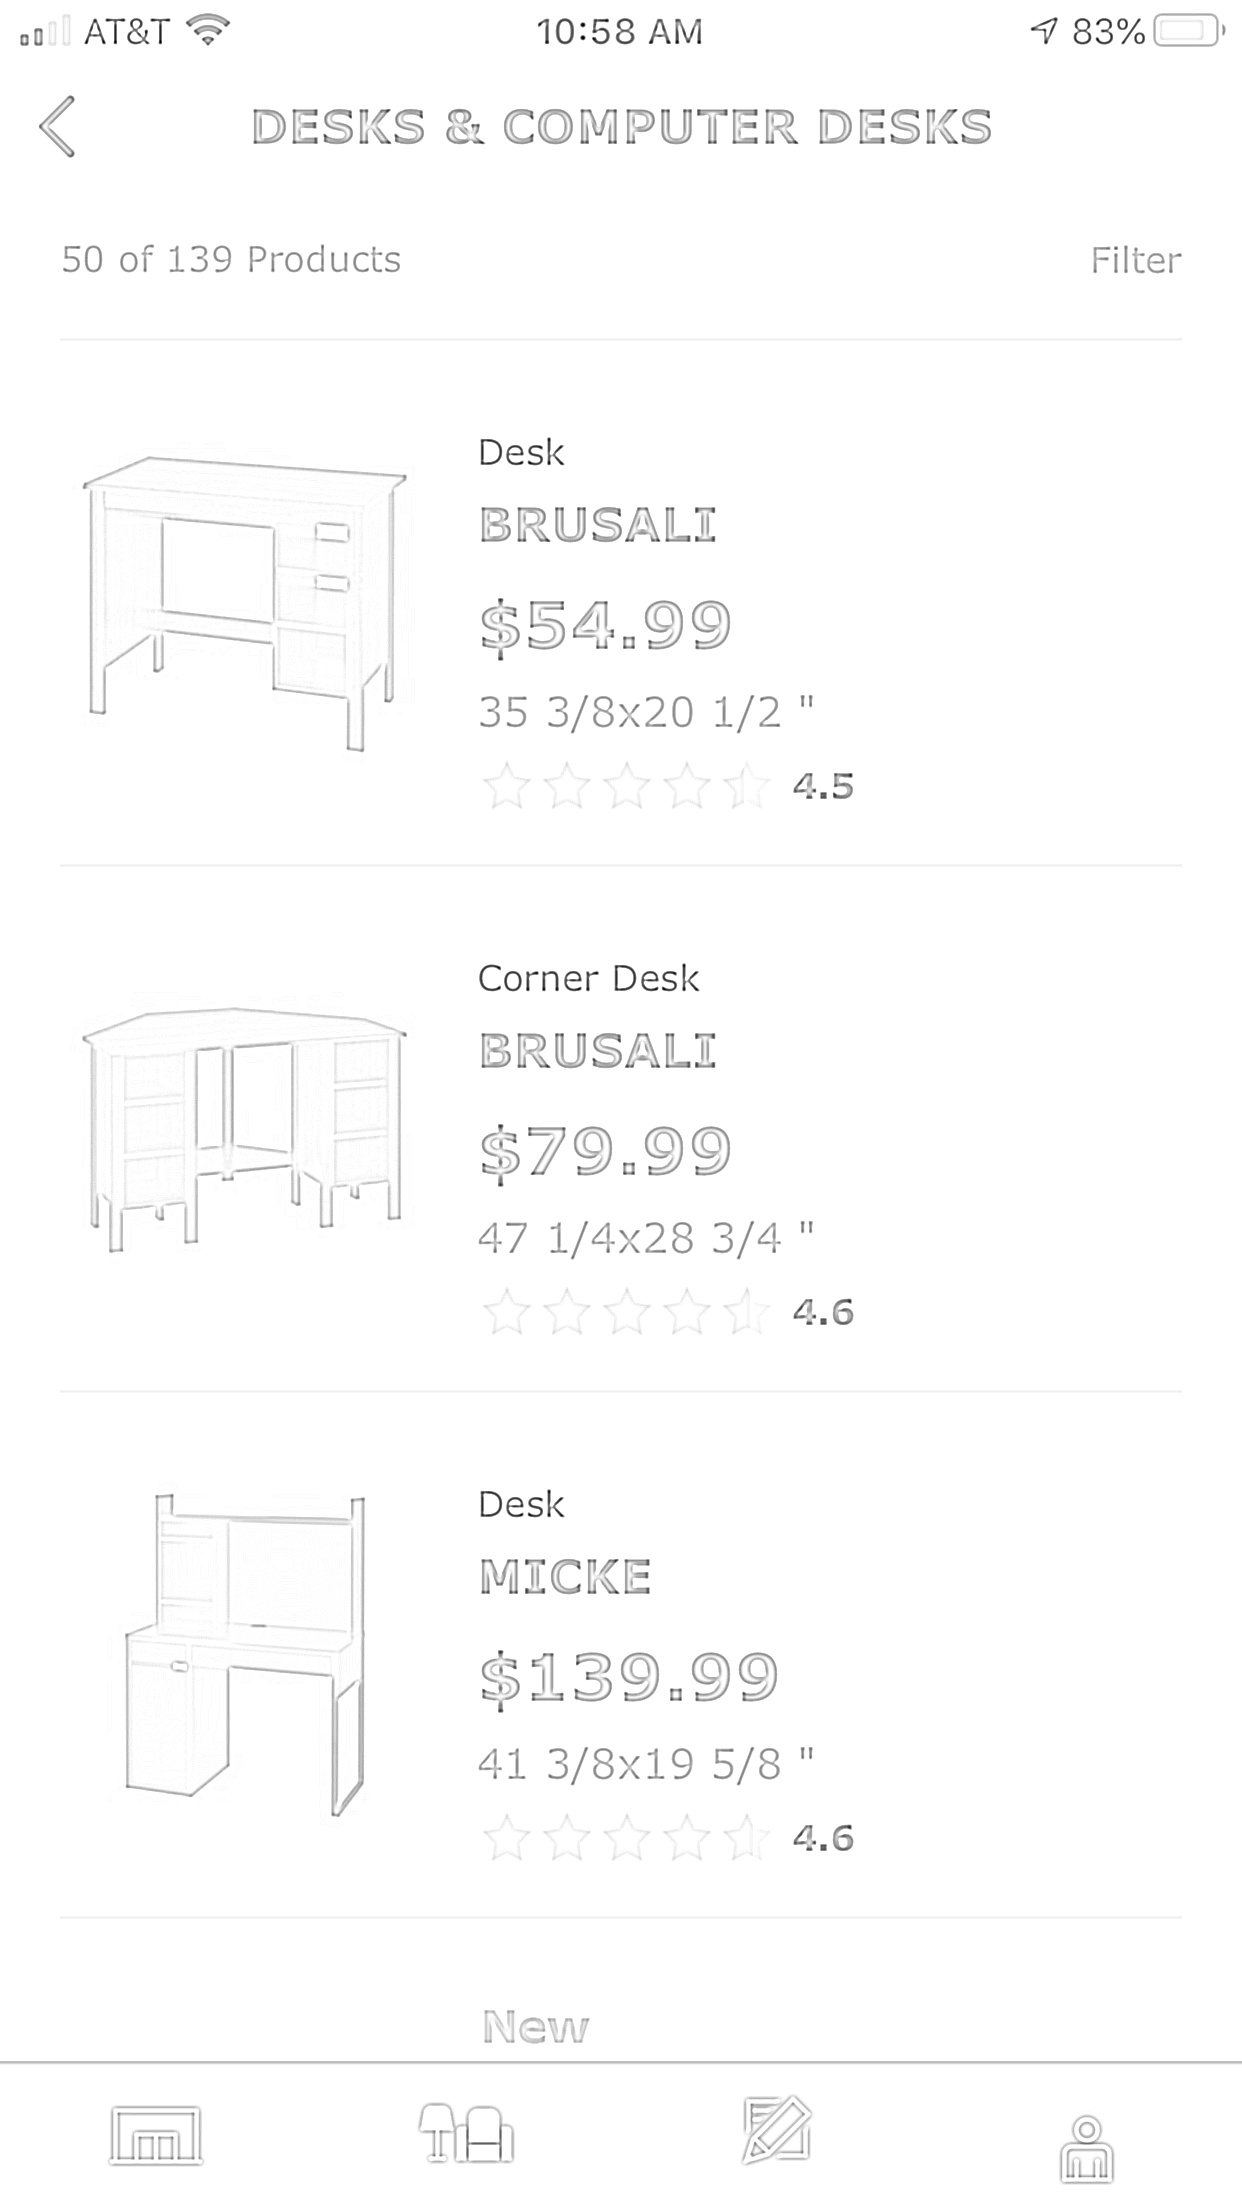 AT&T 10:58 AM 83%
DESKS & COMPUTER DESKS
50 of 139 Products Filter
Desk
BRUSALI
$54.99
35 3/8x20 1/2 "
4.5
Corner Desk
BRUSALI
$79.99
47 1/4x28 3/4 "
4.6
Desk
MICKE
$139.99
41 3/8x19 5/8 "
4.6
New